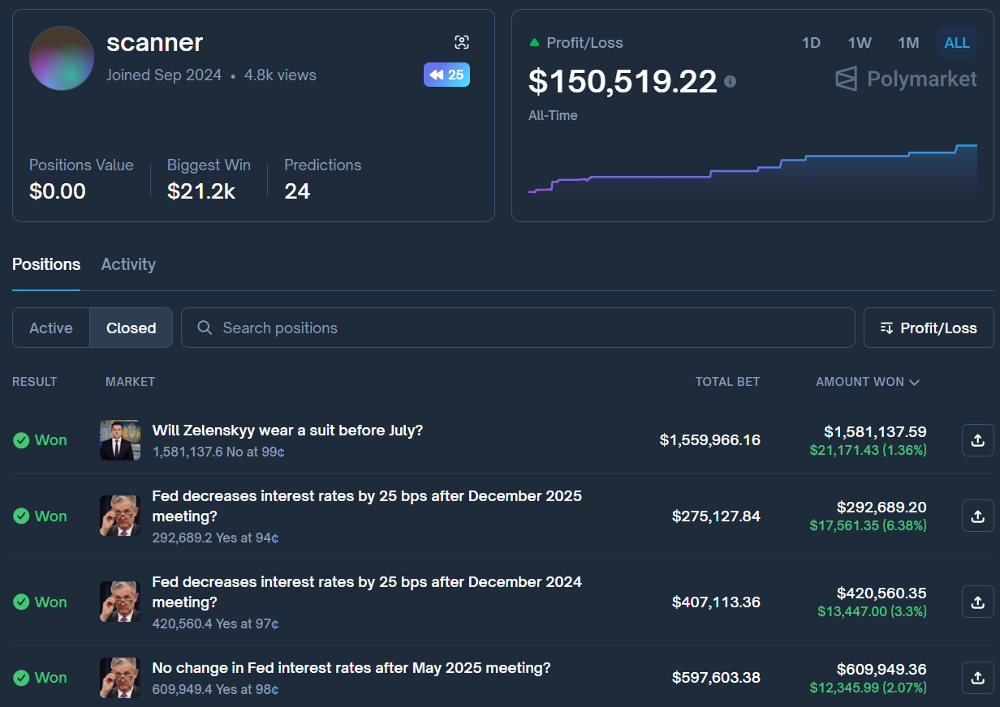 scanner
Joined Sep 2024 • 4.8k views
25
Positions Value
$0.00
Biggest Win
$21.2k
Predictions
24
Profit/Loss
1D 1W 1M ALL
$150,519.22
Polymarket
All-Time
Positions Activity
Active Closed Search positions Profit/Loss
RESULT MARKET TOTAL BET AMOUNT WON
Won
Will Zelenskyy wear a suit before July?
1,581,137.6 No at 99¢
$1,559,966.16
$1,581,137.59
$21,171.43 (1.36%)
Won
Fed decreases interest rates by 25 bps after December 2025
meeting?
292,689.2 Yes at 94¢
$275,127.84
$292,689.20
$17,561.35 (6.38%)
Won
Fed decreases interest rates by 25 bps after December 2024
meeting?
420,560.4 Yes at 97¢
$407,113.36
$420,560.35
$13,447.00 (3.3%)
Won
No change in Fed interest rates after May 2025 meeting?
609,949.4 Yes at 98¢
$597,603.38
$609,949.36
$12,345.99 (2.07%)